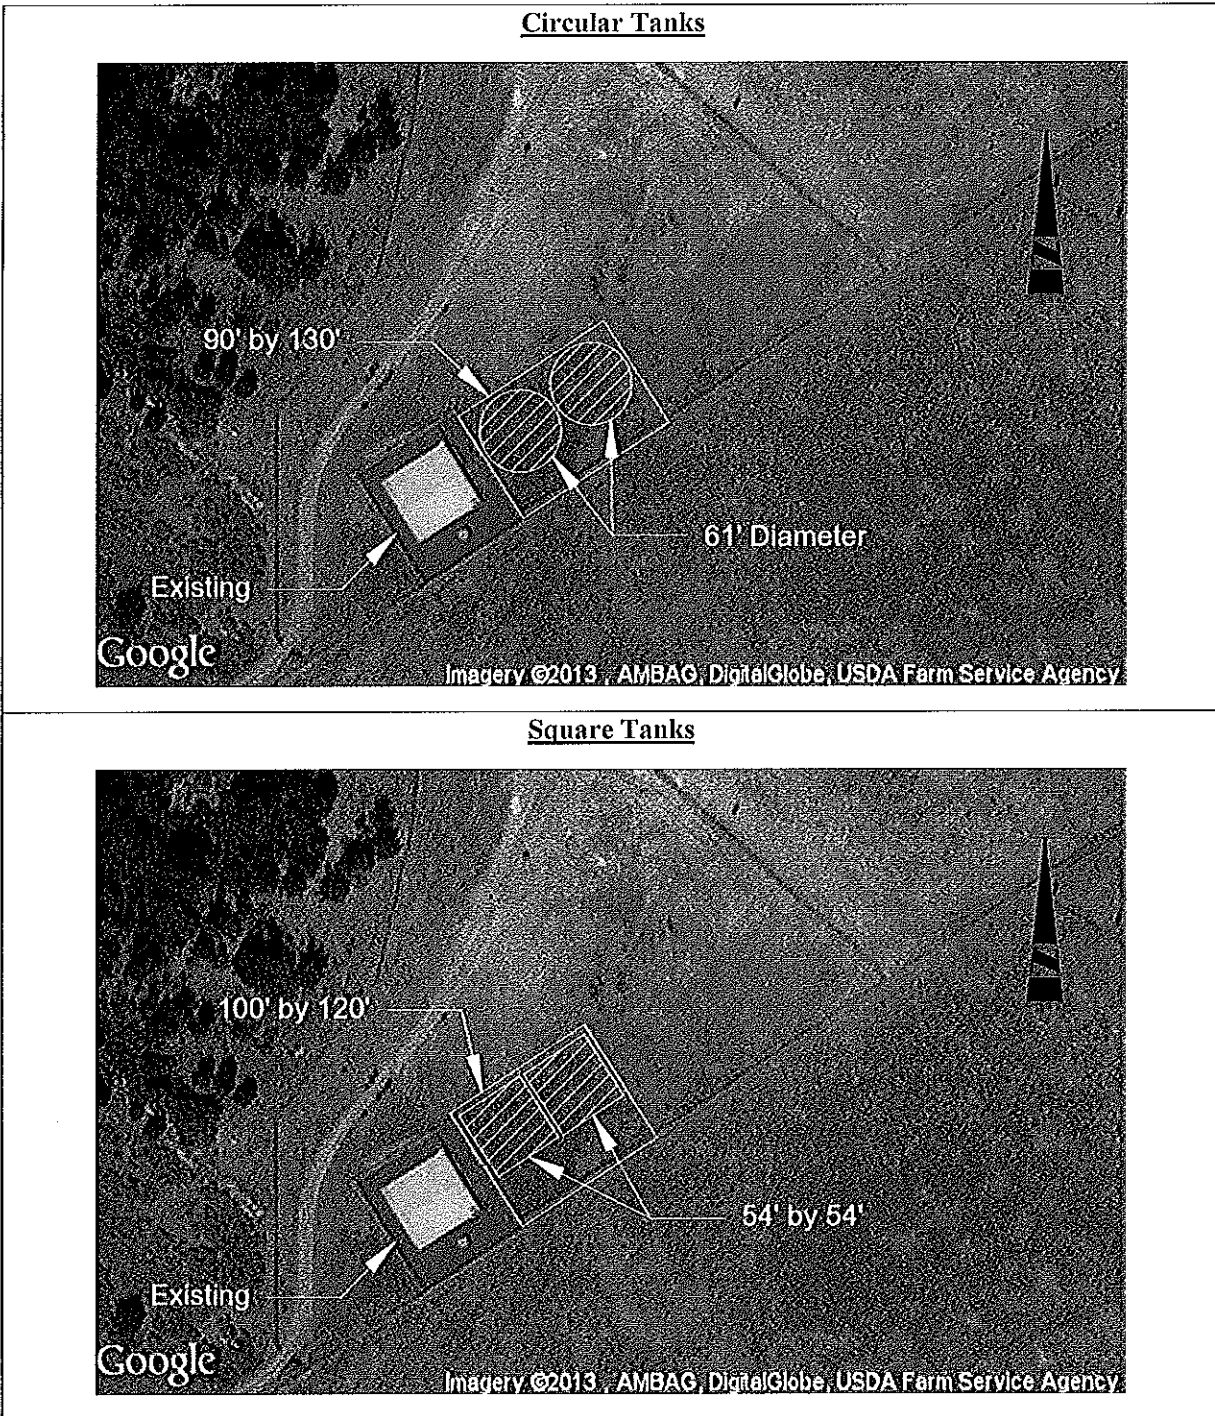 Circular Tanks
90' by 130'
61' Diameter
Existing
Google
Imagery ©2013 , AMBAG, DigitalGlobe, USDA Farm Service Agency
Square Tanks
100' by 120'
54' by 54'
Existing
Google
Imagery ©2013 , AMBAG, DigitalGlobe, USDA Farm Service Agency